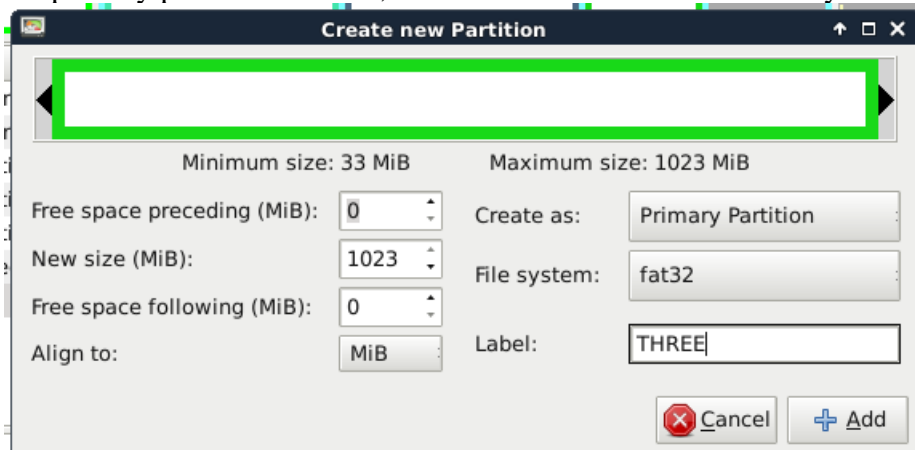 Create new Partition
Minimum size: 33 MiB Maximum size: 1023 MiB
Free space preceding (MiB): 0
Create as: Primary Partition
New size (MiB): 1023
File system: fat32
Free space following (MiB): 0
Label: THREE
Align to: MiB
Cancel Add